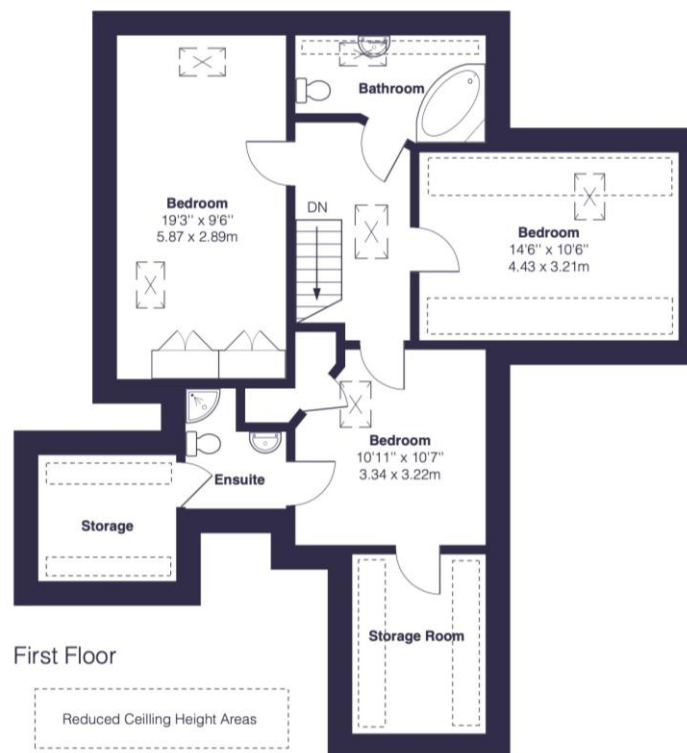 Bathroom
Bedroom
19'3'' x 9'6''
5.87 x 2.89m
DN
Bedroom
14'6'' x 10'6''
4.43 x 3.21m
Bedroom
10'11'' x 10'7''
3.34 x 3.22m
Ensuite
Storage
Storage Room
First Floor
Reduced Ceilling Height Areas